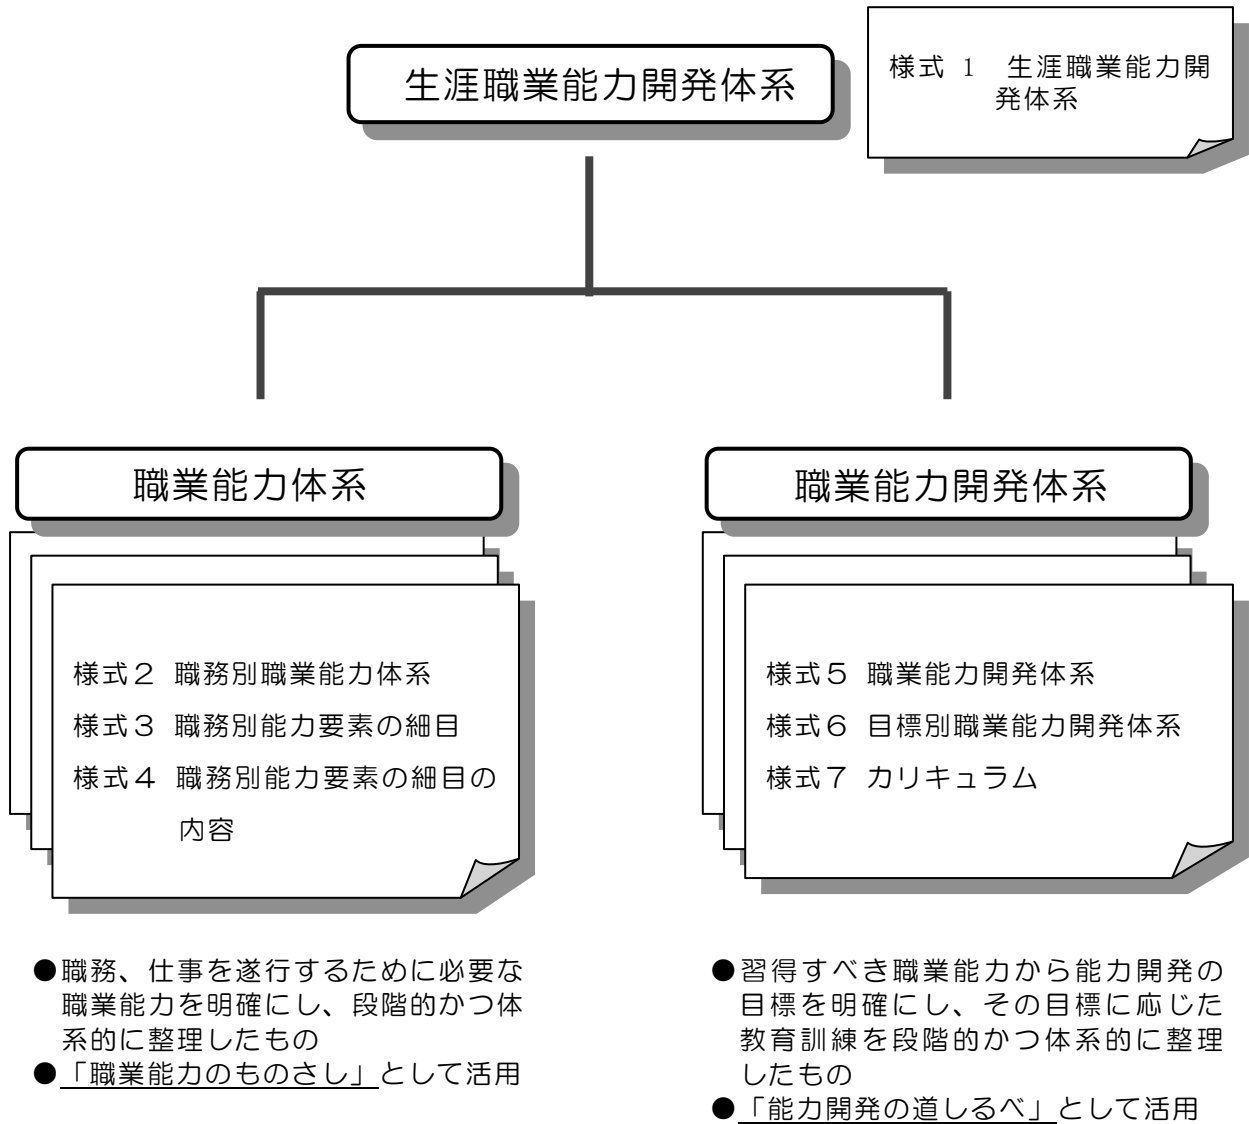 生涯職業能力開発体系
様式 1　生涯職業能力開
発体系
職業能力体系
様式２ 職務別職業能力体系
様式３ 職務別能力要素の細目
様式４ 職務別能力要素の細目の
内容
●職務、仕事を遂行するために必要な
職業能力を明確にし、段階的かつ体
系的に整理したもの
●「職業能力のものさし」として活用
職業能力開発体系
様式５ 職業能力開発体系
様式６ 目標別職業能力開発体系
様式７ カリキュラム
●習得すべき職業能力から能力開発の
目標を明確にし、その目標に応じた
教育訓練を段階的かつ体系的に整理
したもの
●「能力開発の道しるべ」として活用